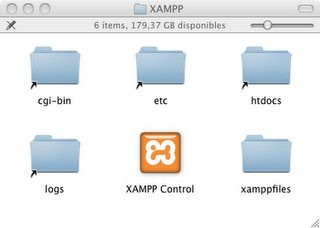 XAMPP
6 ítems, 179,37 GB disponibles
cgi-bin
etc
htdocs
logs
XAMPP Control
xamppfiles